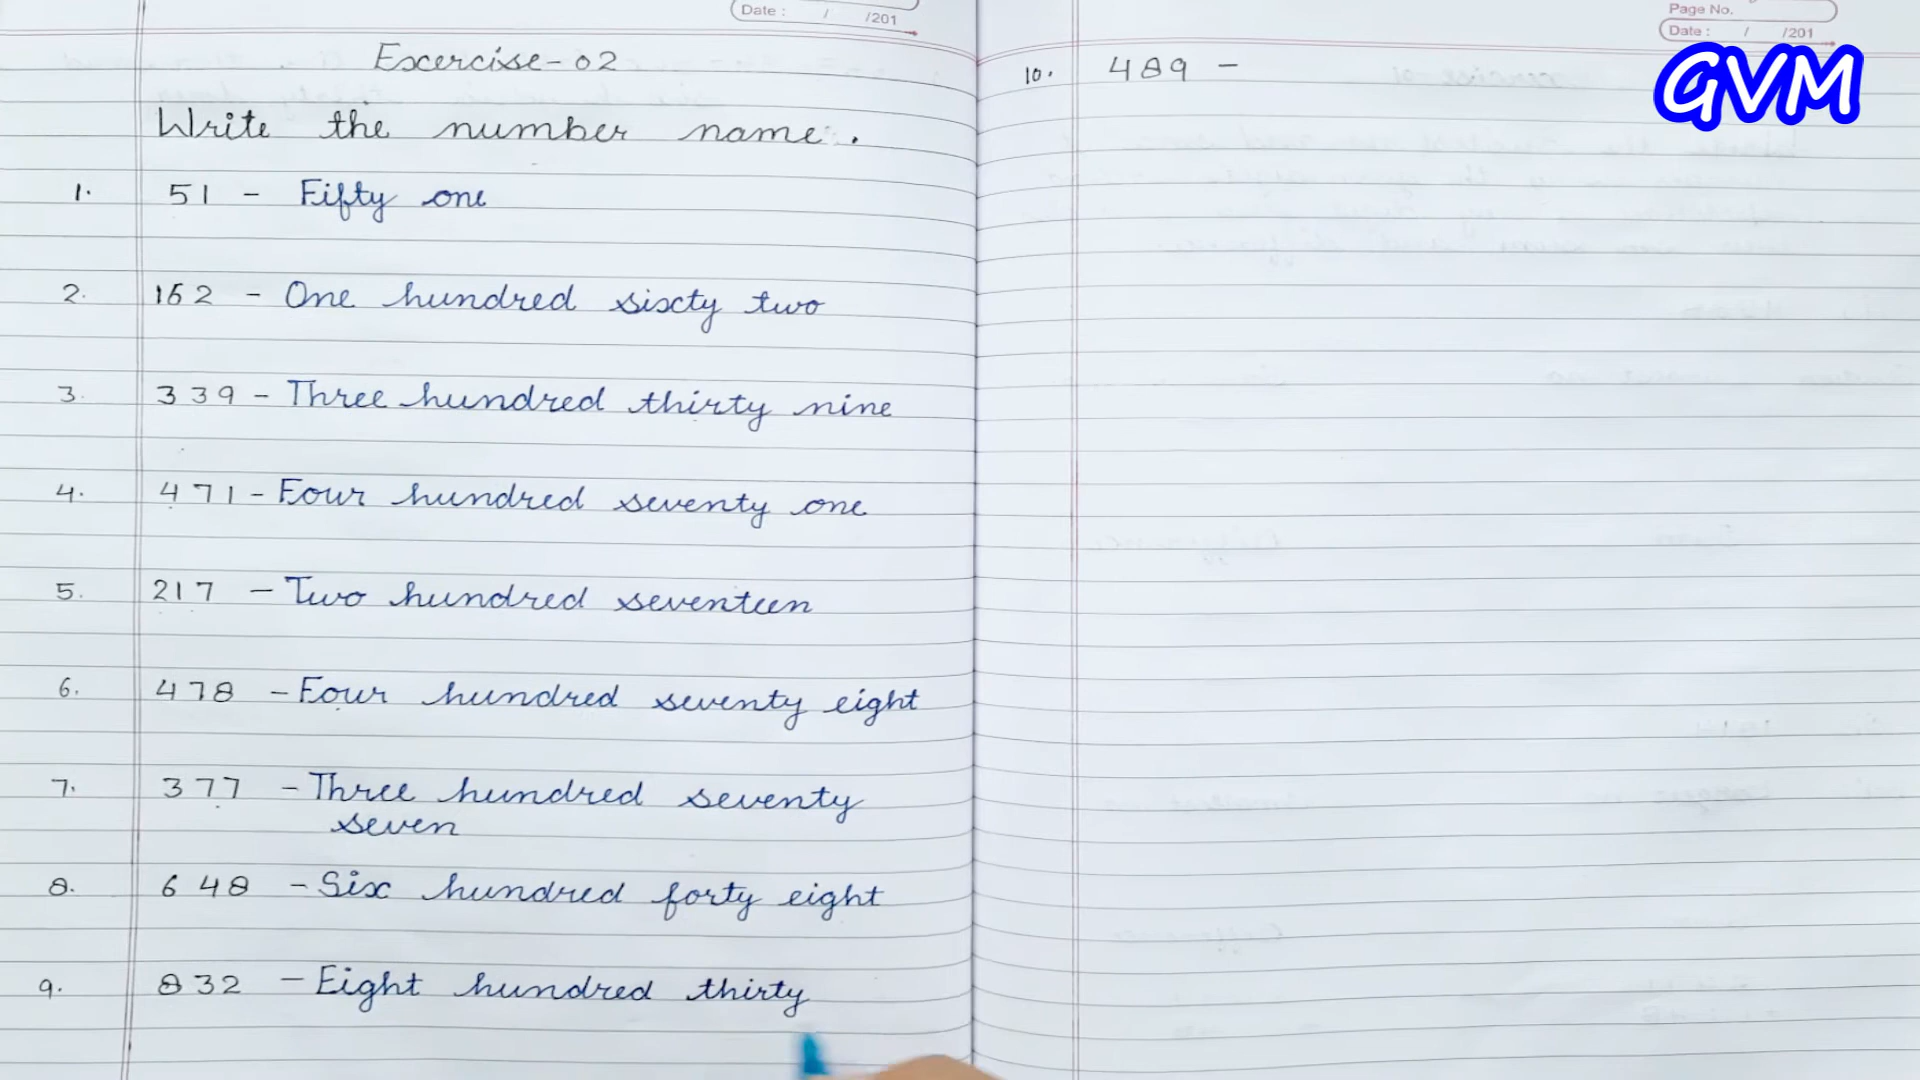 Date : / /201
Excercise-02
Write the number name.
1. 51 - Fifty one
2. 162 - One hundred sixty two
3. 339 - Three hundred thirty nine
4. 471 - Four hundred seventy one
5. 217 - Two hundred seventeen
6. 478 - Four hundred seventy eight
7. 377 - Three hundred seventy
seven
8. 648 - Six hundred forty eight
9. 832 - Eight hundred thirty
Page No.
Date : / /201
10. 489 -
GVM